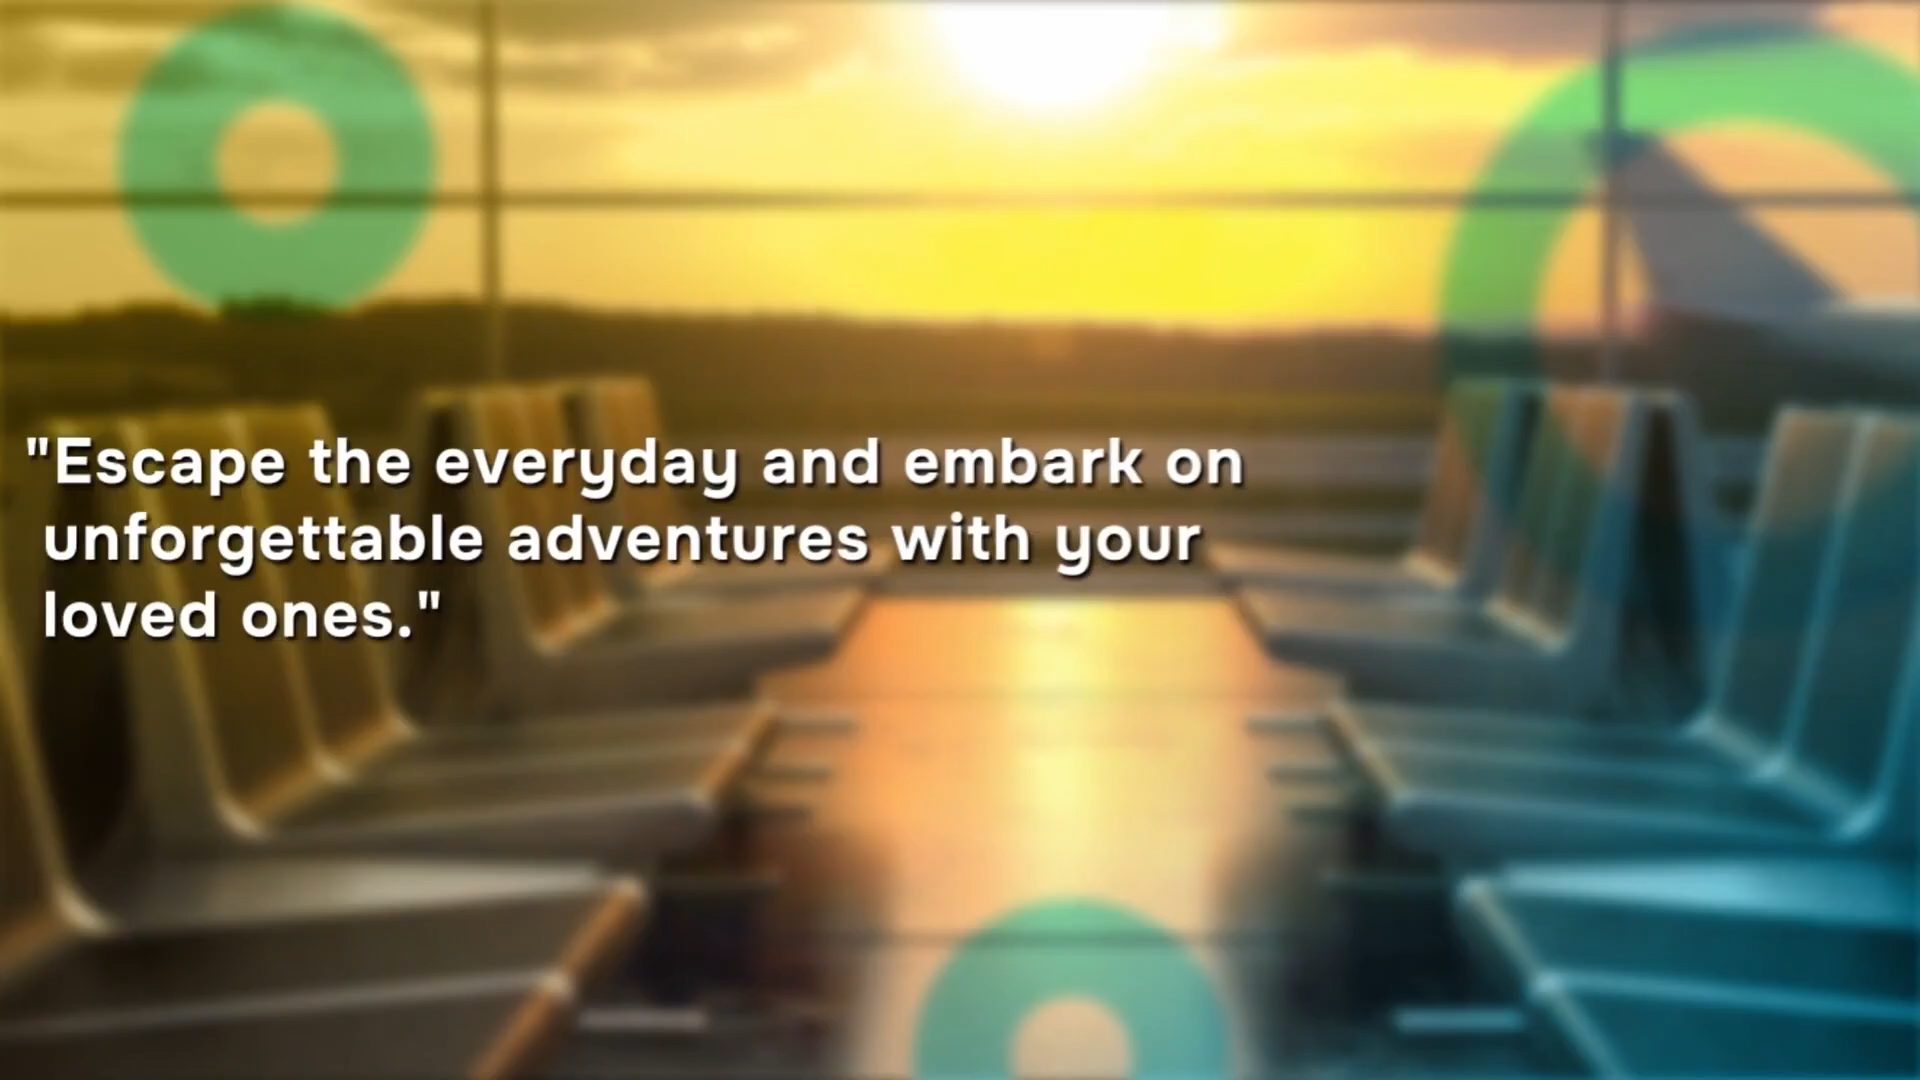 "Escape the everyday and embark on
unforgettable adventures with your
loved ones."